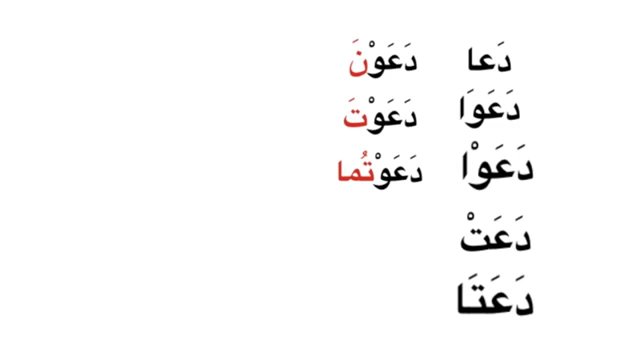 دَعا
دَعَوَا
دَعَوْا
دَعَتْ
دَعَتَا
دَعَوْنَ
دَعَوْتَ
دَعَوْتُما